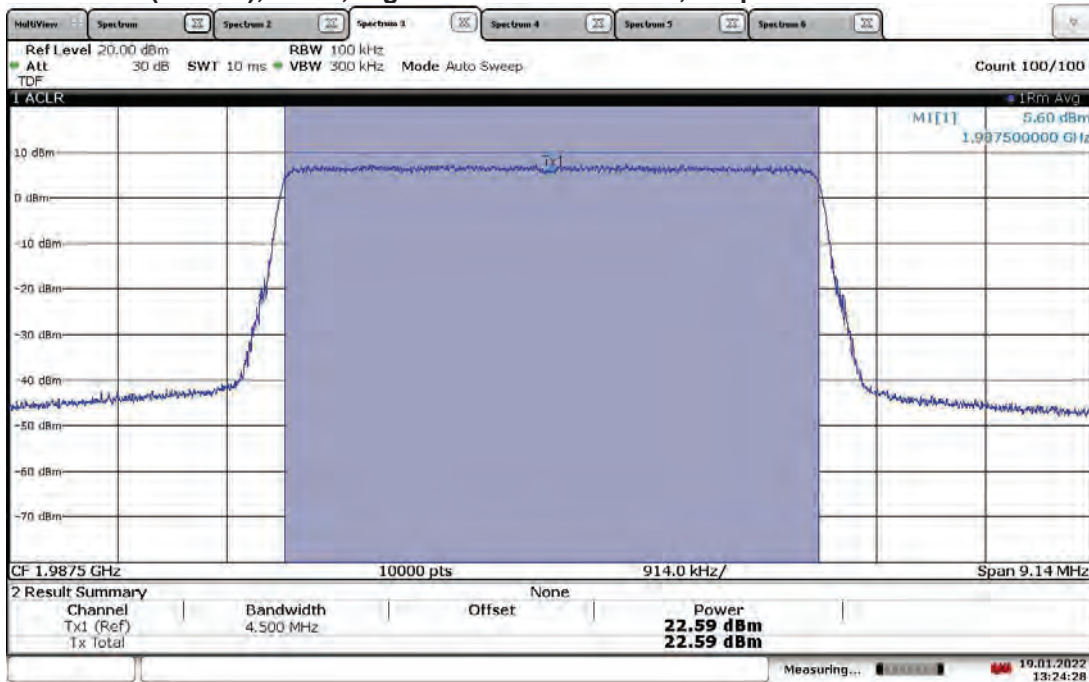 MultiView Spectrum Spectrum 2 Spectrum 3 Spectrum 4 Spectrum 5 Spectrum 6
Ref Level 20.00 dBm RBW 100 kHz
Att 30 dB SWT 10 ms VBW 300 kHz Mode Auto Sweep Count 100/100
TDF
1 ACLR 1Rm Avg
M1[1] 5.60 dBm
1.987500000 GHz
10 dBm
Tx1
0 dBm
-10 dBm
-20 dBm
-30 dBm
-40 dBm
-50 dBm
-60 dBm
-70 dBm
CF 1.9875 GHz 10000 pts 914.0 kHz/ Span 9.14 MHz
2 Result Summary None
Channel Bandwidth Offset Power
Tx1 (Ref) 4.500 MHz 22.59 dBm
Tx Total 22.59 dBm
Measuring... 19.01.2022
13:24:28